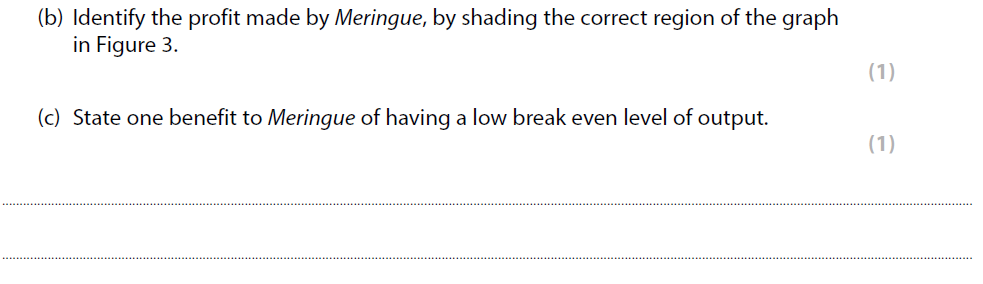 (b) Identify the profit made by Meringue, by shading the correct region of the graph
in Figure 3.
(1)
(c) State one benefit to Meringue of having a low break even level of output.
(1)